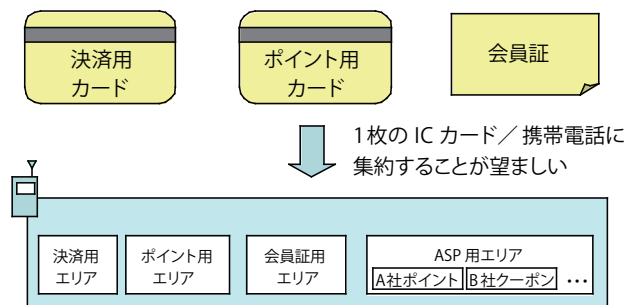 決済用
カード
ポイント用
カード
会員証
1枚の IC カード／携帯電話に
集約することが望ましい
決済用
エリア
ポイント用
エリア
会員証用
エリア
ASP 用エリア
A社ポイント B社クーポン …